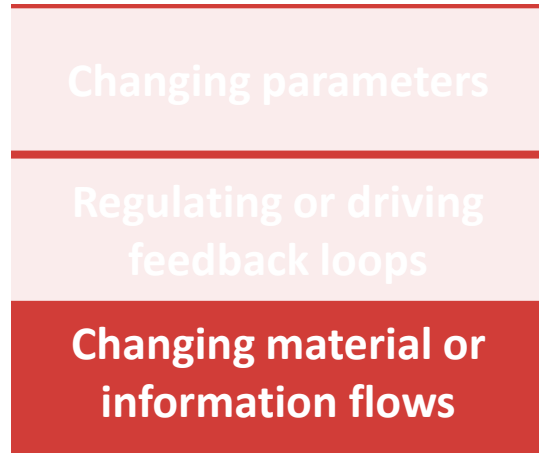 Changing parameters
Regulating or driving
feedback loops
Changing material or
information flows